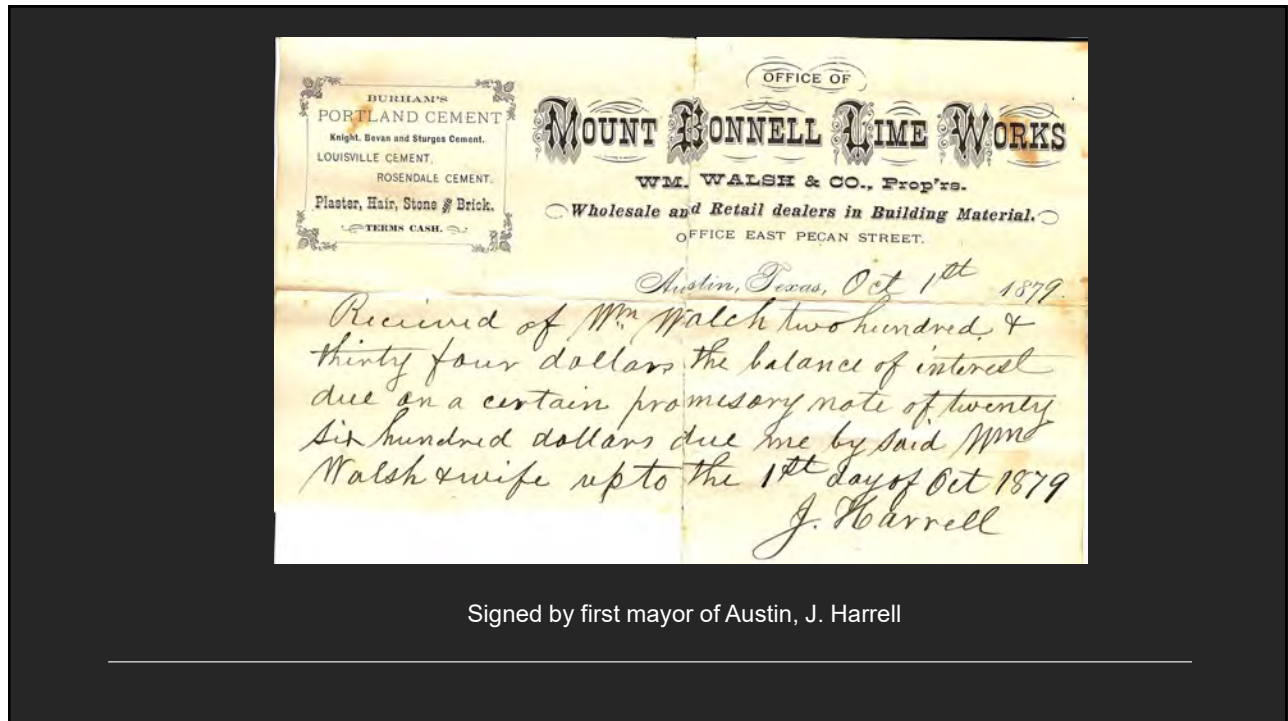 BURHAM'S
PORTLAND CEMENT
Knight. Bevan and Sturges Cement.
LOUISVILLE CEMENT.
ROSENDALE CEMENT.
Plaster, Hair, Stone and Brick.
TERMS CASH.
OFFICE OF
MOUNT BONNELL LIME WORKS
WM. WALSH & CO., Prop'rs.
Wholesale and Retail dealers in Building Material.
OFFICE EAST PECAN STREET.
Austin, Texas, Oct 1st 1879.
Received of Wm Walch two hundred &
thirty four dollars the balance of interest
due on a certain promesory note of twenty
six hundred dollars due me by said Wm
Walsh & wife up to the 1st day of Oct 1879
J. Harrell
Signed by first mayor of Austin, J. Harrell